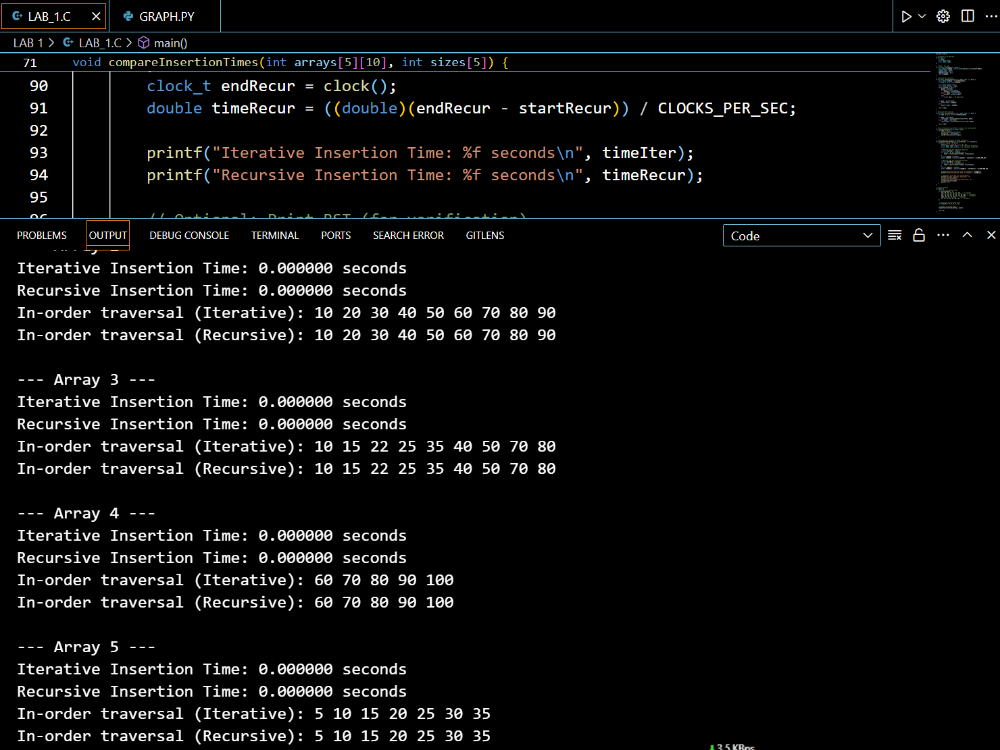 LAB_1.C
GRAPH.PY
LAB 1 > LAB_1.C > main()
71 void compareInsertionTimes(int arrays[5][10], int sizes[5]) {
90 clock_t endRecur = clock();
91 double timeRecur = ((double)(endRecur - startRecur)) / CLOCKS_PER_SEC;
92
93 printf("Iterative Insertion Time: %f seconds\n", timeIter);
94 printf("Recursive Insertion Time: %f seconds\n", timeRecur);
95
96 // Optional: Print BST (for verification)
PROBLEMS OUTPUT DEBUG CONSOLE TERMINAL PORTS SEARCH ERROR GITLENS Code
Iterative Insertion Time: 0.000000 seconds
Recursive Insertion Time: 0.000000 seconds
In-order traversal (Iterative): 10 20 30 40 50 60 70 80 90
In-order traversal (Recursive): 10 20 30 40 50 60 70 80 90
--- Array 3 ---
Iterative Insertion Time: 0.000000 seconds
Recursive Insertion Time: 0.000000 seconds
In-order traversal (Iterative): 10 15 22 25 35 40 50 70 80
In-order traversal (Recursive): 10 15 22 25 35 40 50 70 80
--- Array 4 ---
Iterative Insertion Time: 0.000000 seconds
Recursive Insertion Time: 0.000000 seconds
In-order traversal (Iterative): 60 70 80 90 100
In-order traversal (Recursive): 60 70 80 90 100
--- Array 5 ---
Iterative Insertion Time: 0.000000 seconds
Recursive Insertion Time: 0.000000 seconds
In-order traversal (Iterative): 5 10 15 20 25 30 35
In-order traversal (Recursive): 5 10 15 20 25 30 35
3.5 KBps